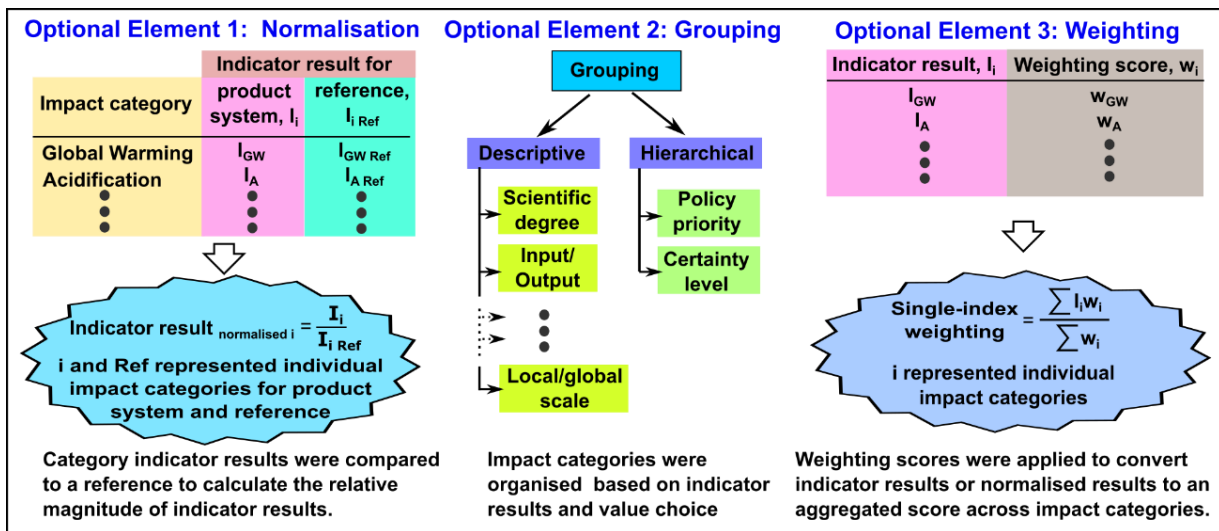 Optional Element 1: Normalisation
Indicator result for
Impact category
product system, Ii
reference, Ii Ref
Global Warming IGW IGW Ref
Acidification IA IA Ref
Indicator result normalised i = Ii / Ii Ref
i and Ref represented individual
impact categories for product
system and reference
Category indicator results were compared
to a reference to calculate the relative
magnitude of indicator results.
Optional Element 2: Grouping
Grouping
Descriptive
Hierarchical
Scientific
degree
Input/
Output
Local/global
scale
Policy
priority
Certainty
level
Impact categories were
organised based on indicator
results and value choice
Optional Element 3: Weighting
Indicator result, Ii Weighting score, wi
IGW wGW
IA wA
Single-index
weighting = ∑ Iiwi / ∑ wi
i represented individual
impact categories
Weighting scores were applied to convert
indicator results or normalised results to an
aggregated score across impact categories.